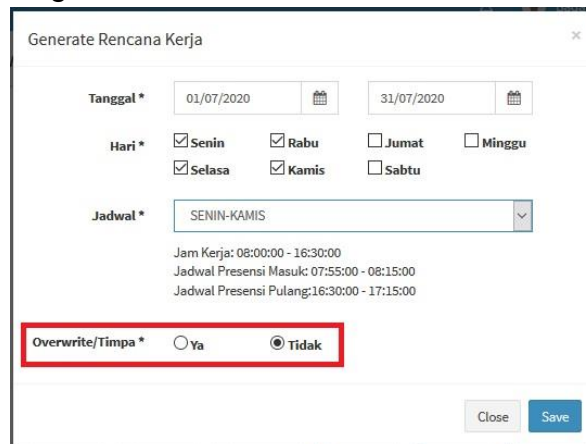 Generate Rencana Kerja ×
Tanggal * 01/07/2020 31/07/2020
Hari * Senin Rabu Jumat Minggu
Selasa Kamis Sabtu
Jadwal * SENIN-KAMIS
Jam Kerja: 08:00:00 - 16:30:00
Jadwal Presensi Masuk: 07:55:00 - 08:15:00
Jadwal Presensi Pulang:16:30:00 - 17:15:00
Overwrite/Timpa * Ya Tidak
Close Save